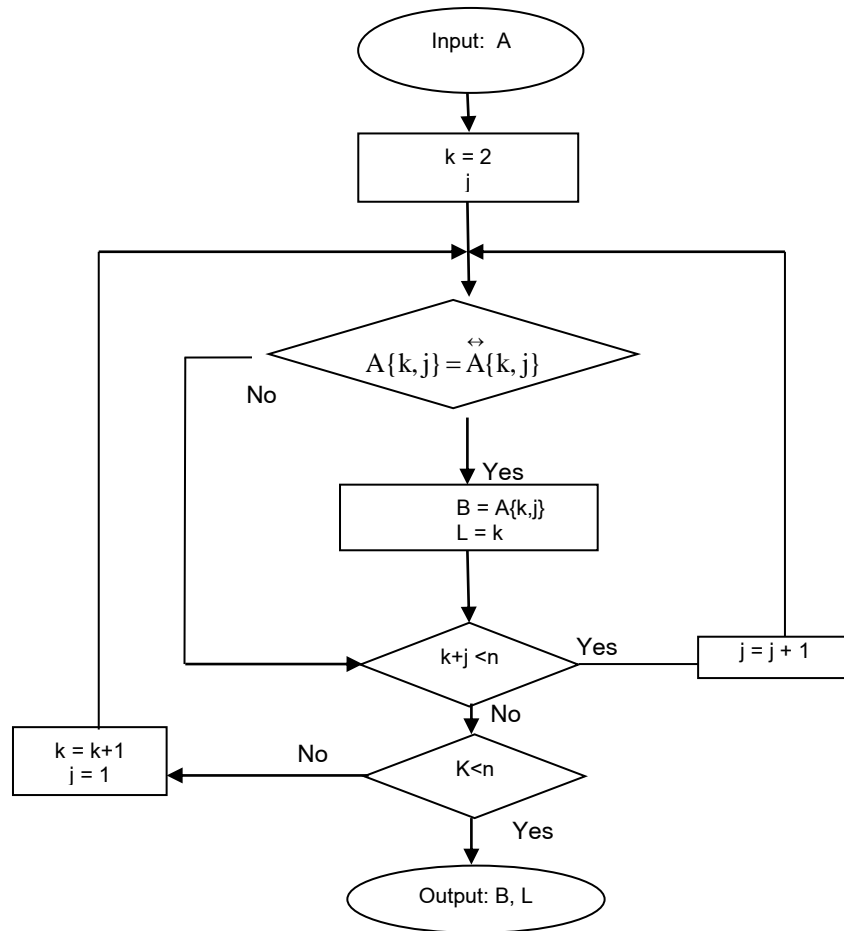 Input: A
k = 2
j
A{k, j} = A↔{k, j}
No
Yes
B = A{k,j}
L = k
k+j <n
Yes
j = j + 1
No
K<n
No
k = k+1
j = 1
Yes
Output: B, L